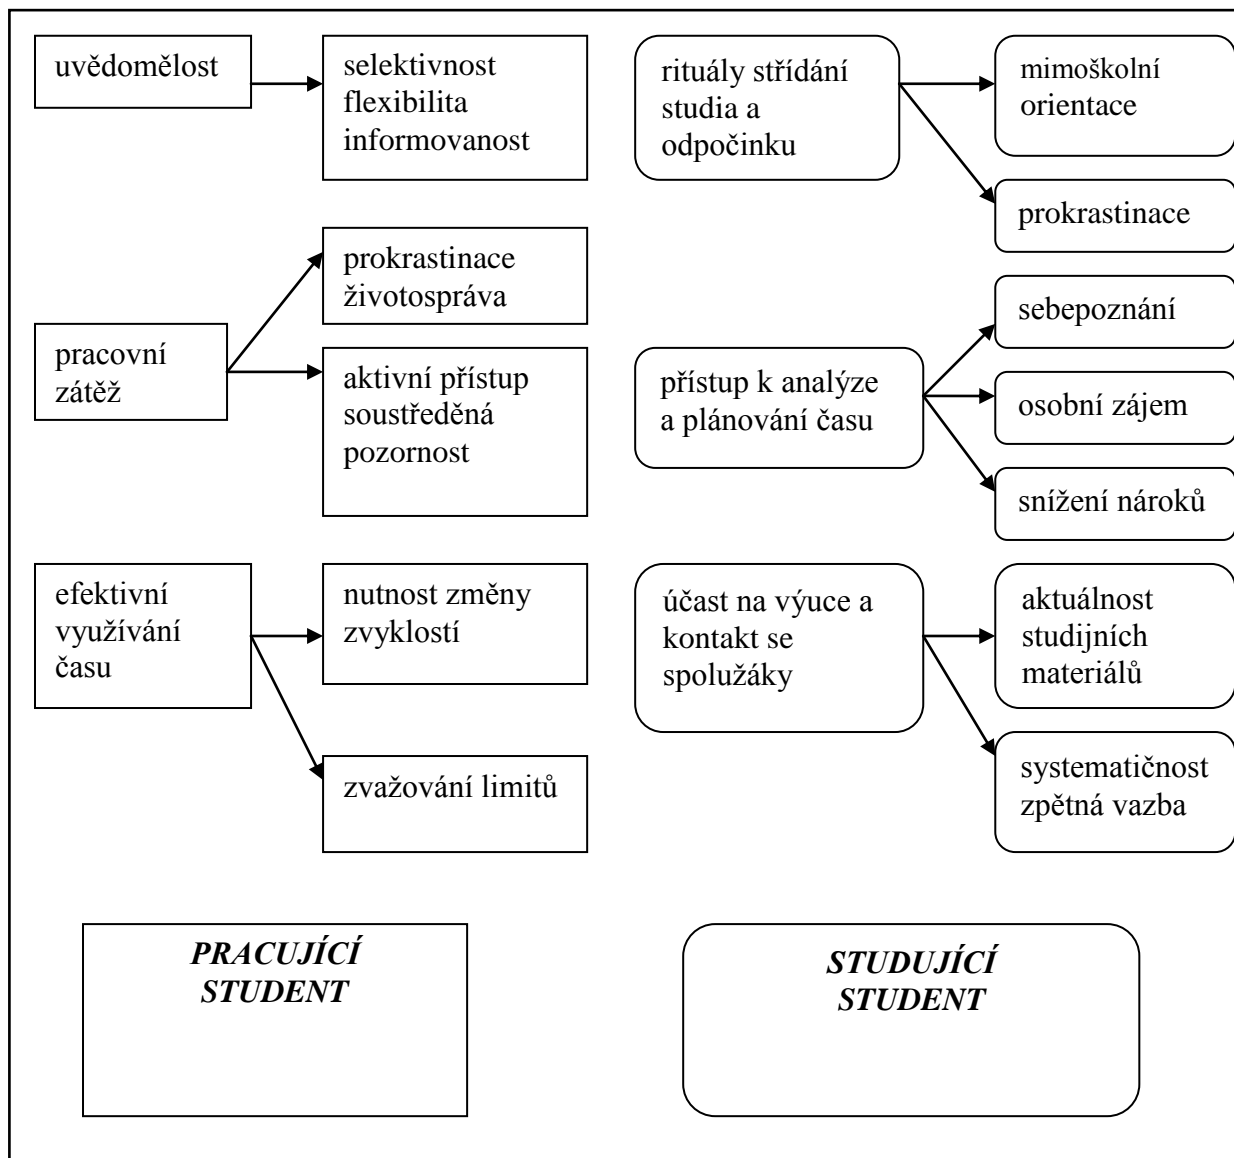 uvědomělost
selektivnost
flexibilita
informovanost
pracovní
zátěž
prokrastinace
životospráva
aktivní přístup
soustředěná
pozornost
efektivní
využívání
času
nutnost změny
zvyklostí
zvažování limitů
PRACUJÍCÍ
STUDENT
rituály střídání
studia a
odpočinku
mimoškolní
orientace
prokrastinace
přístup k analýze
a plánování času
sebepoznání
osobní zájem
snížení nároků
účast na výuce a
kontakt se
spolužáky
aktuálnost
studijních
materiálů
systematičnost
zpětná vazba
STUDUJÍCÍ
STUDENT